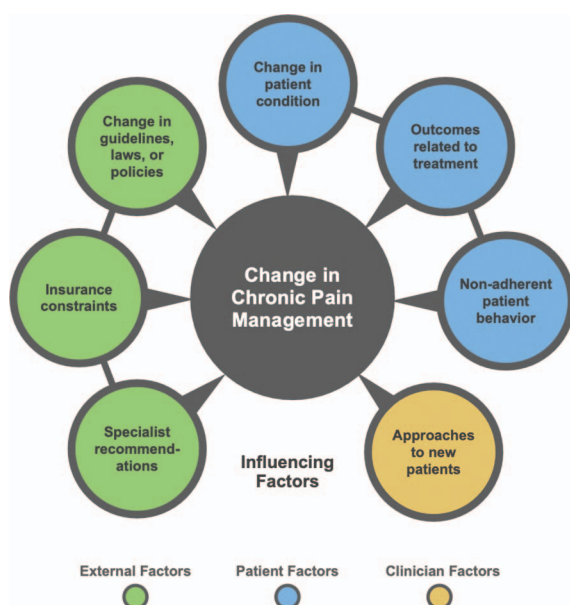 Change in
patient
condition
Change in
guidelines,
laws, or
policies
Outcomes
related to
treatment
Insurance
constraints
Change in
Chronic Pain
Management
Non-adherent
patient
behavior
Specialist
recommend-
ations
Influencing
Factors
Approaches
to new
patients
External Factors
Patient Factors
Clinician Factors